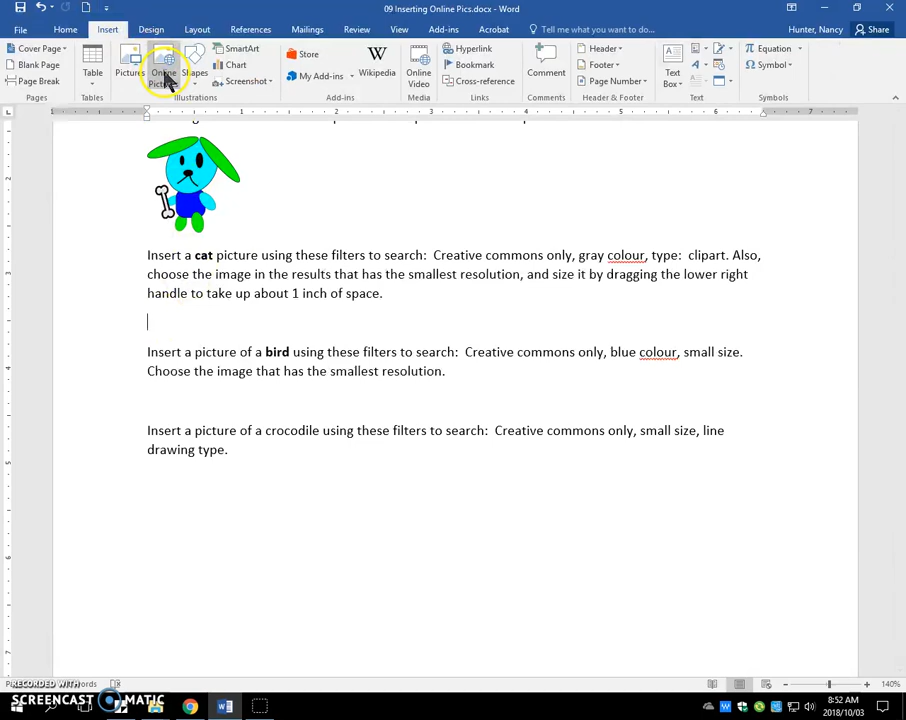 09 Inserting Online Pics.docx - Word
File Home Insert Design Layout References Mailings Review View Add-ins Acrobat Tell me what you want to do... Hunter, Nancy Share
Cover Page
Blank Page
Page Break
Pages
Table
Tables
Pictures
Online
Shapes
SmartArt
Chart
Screenshot
Illustrations
Store
My Add-ins
Wikipedia
Add-ins
Online
Video
Media
Hyperlink
Bookmark
Cross-reference
Links
Comment
Comments
Header
Footer
Page Number
Header & Footer
Text
Box
Text
Equation
Symbol
Symbols
Insert a cat picture using these filters to search: Creative commons only, gray colour, type: clipart. Also,
choose the image in the results that has the smallest resolution, and size it by dragging the lower right
handle to take up about 1 inch of space.
Insert a picture of a bird using these filters to search: Creative commons only, blue colour, small size.
Choose the image that has the smallest resolution.
Insert a picture of a crocodile using these filters to search: Creative commons only, small size, line
drawing type.
140%
RECORDED WITH
SCREENCAST MATIC
8:52 AM
2018/10/03